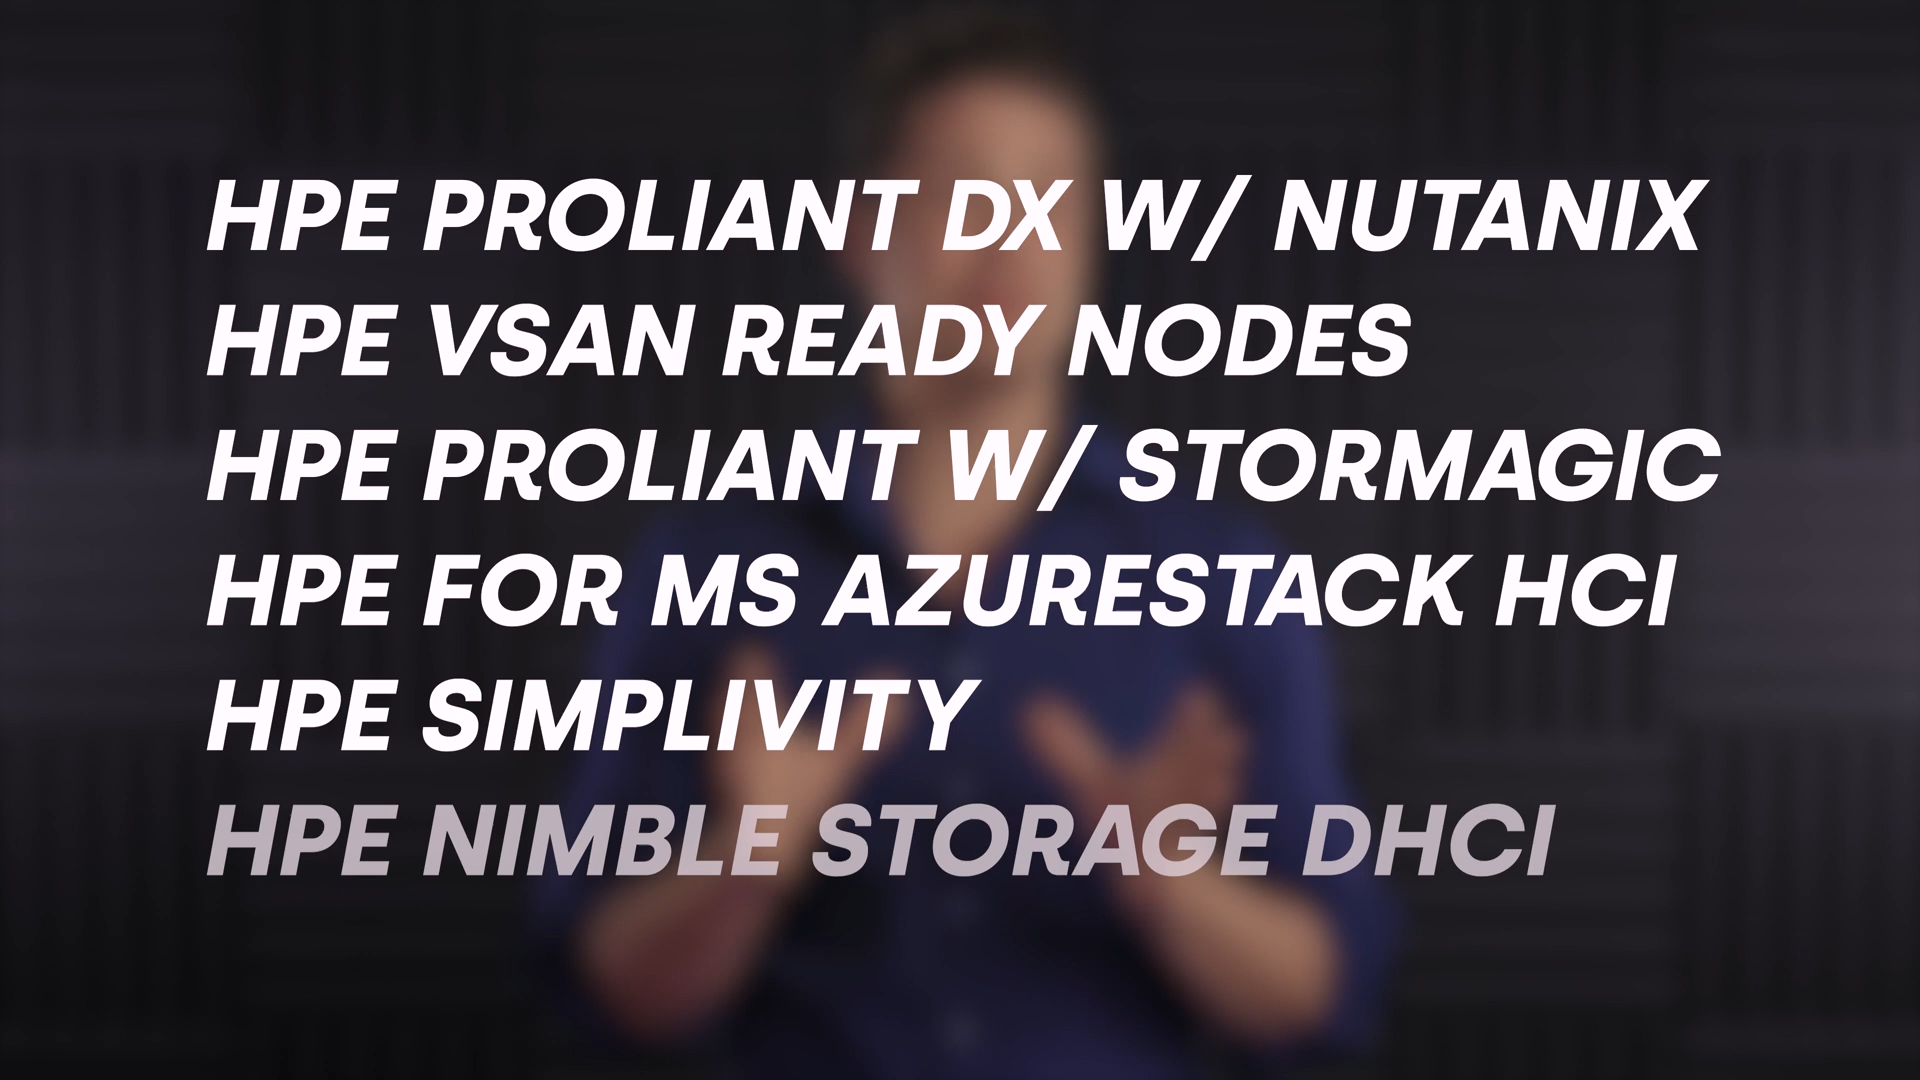 HPE PROLIANT DX W/ NUTANIX
HPE VSAN READY NODES
HPE PROLIANT W/ STORMAGIC
HPE FOR MS AZURESTACK HCI
HPE SIMPLIVITY
HPE NIMBLE STORAGE DHCI